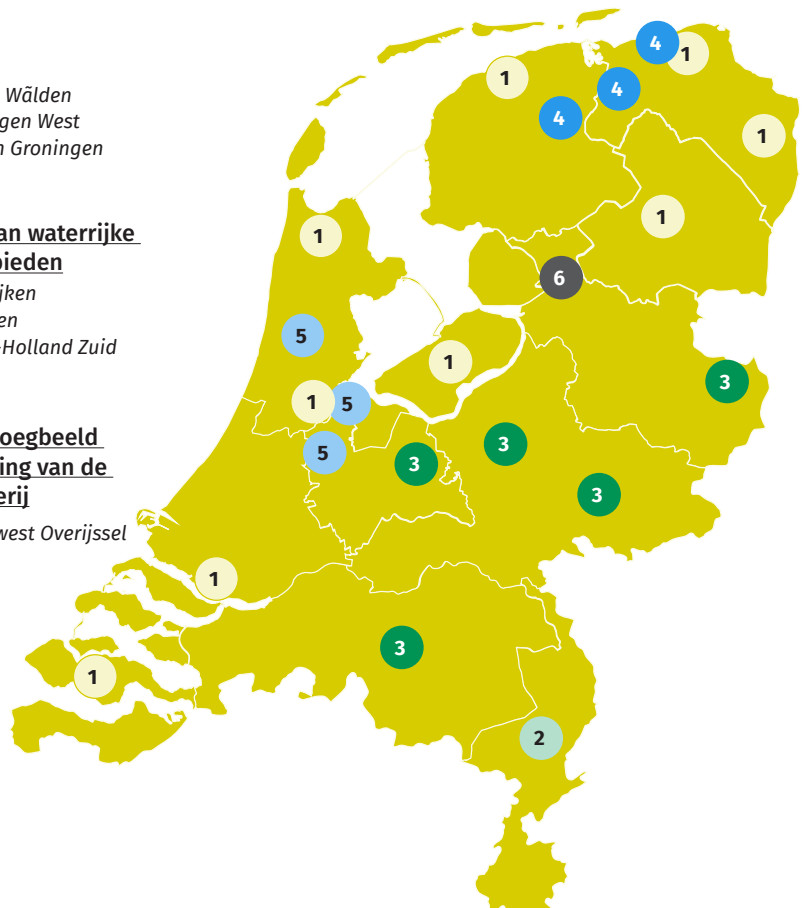 Wâlden
gen West
n Groningen
an waterrijke
bieden
jken
en
-Holland Zuid
oegbeeld
ing van de
erij
west Overijssel
4
1
1
4
4
1
1
1
6
5
1
3
1
5
3
5
3
3
1
3
1
2